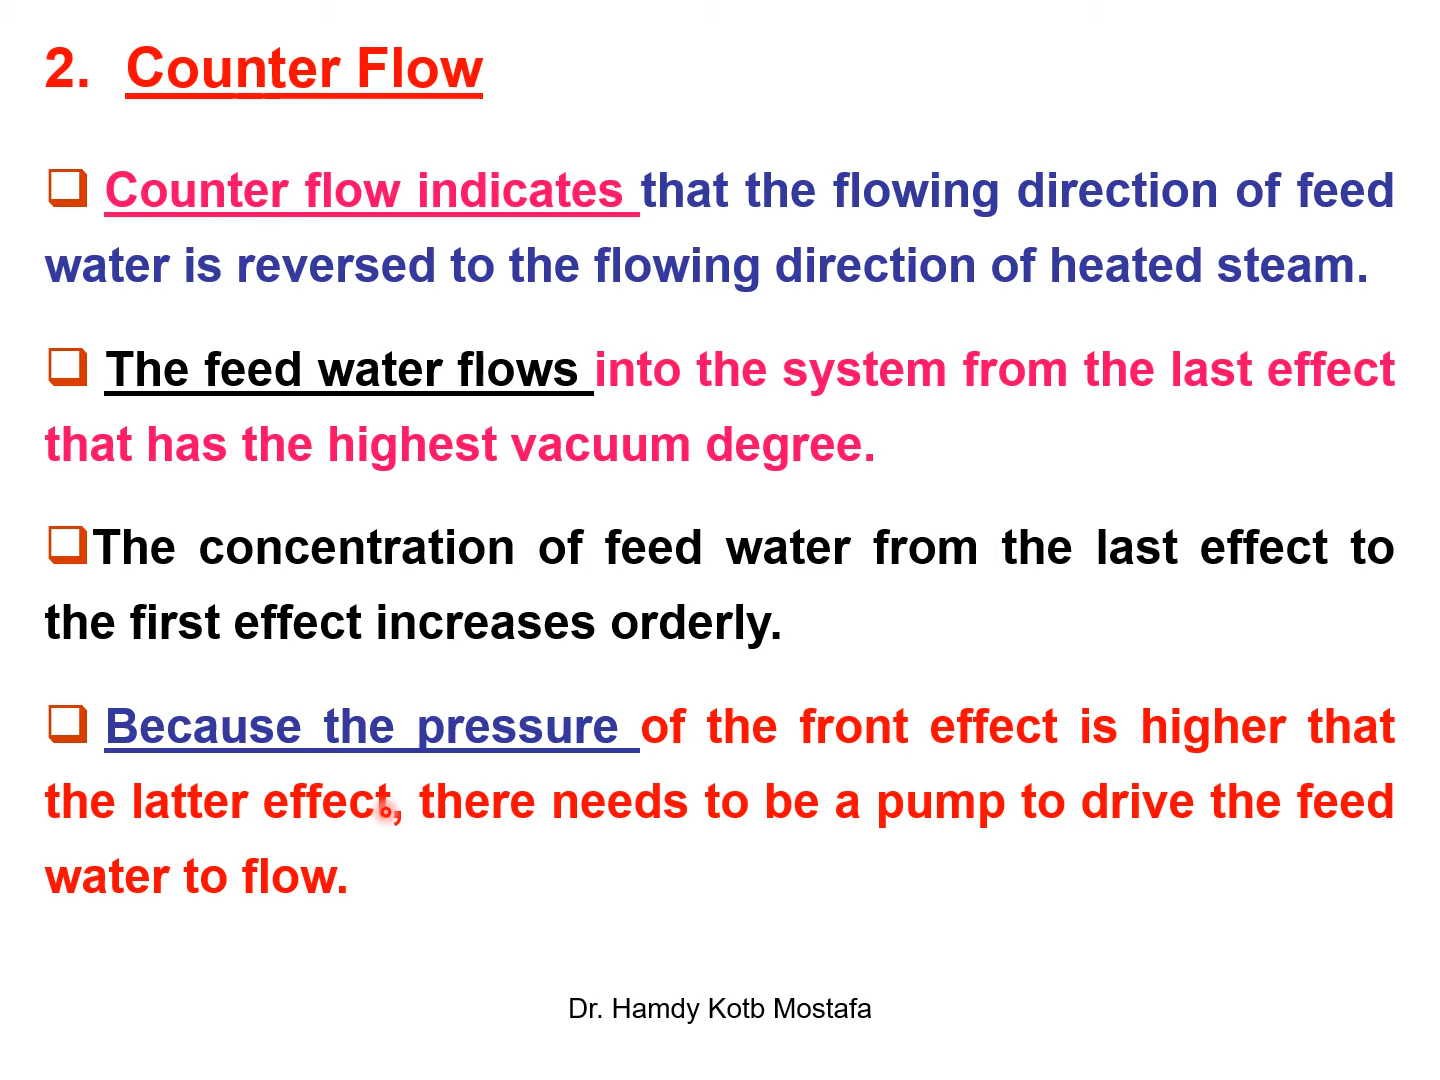 2. Counter Flow
Counter flow indicates that the flowing direction of feed
water is reversed to the flowing direction of heated steam.
The feed water flows into the system from the last effect
that has the highest vacuum degree.
The concentration of feed water from the last effect to
the first effect increases orderly.
Because the pressure of the front effect is higher that
the latter effect, there needs to be a pump to drive the feed
water to flow.
Dr. Hamdy Kotb Mostafa